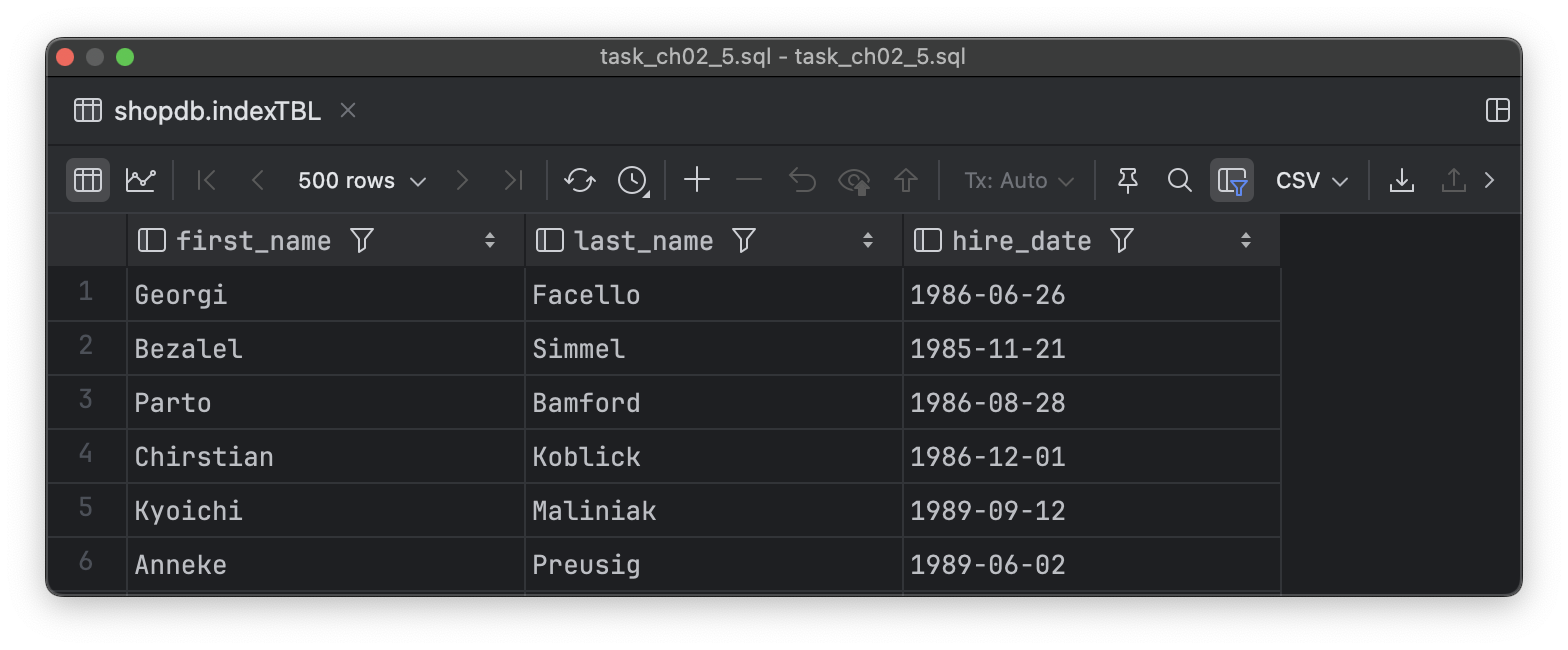 task_ch02_5.sql - task_ch02_5.sql
shopdb.indexTBL
500 rows Tx: Auto CSV
first_name last_name hire_date
1 Georgi Facello 1986-06-26
2 Bezalel Simmel 1985-11-21
3 Parto Bamford 1986-08-28
4 Chirstian Koblick 1986-12-01
5 Kyoichi Maliniak 1989-09-12
6 Anneke Preusig 1989-06-02